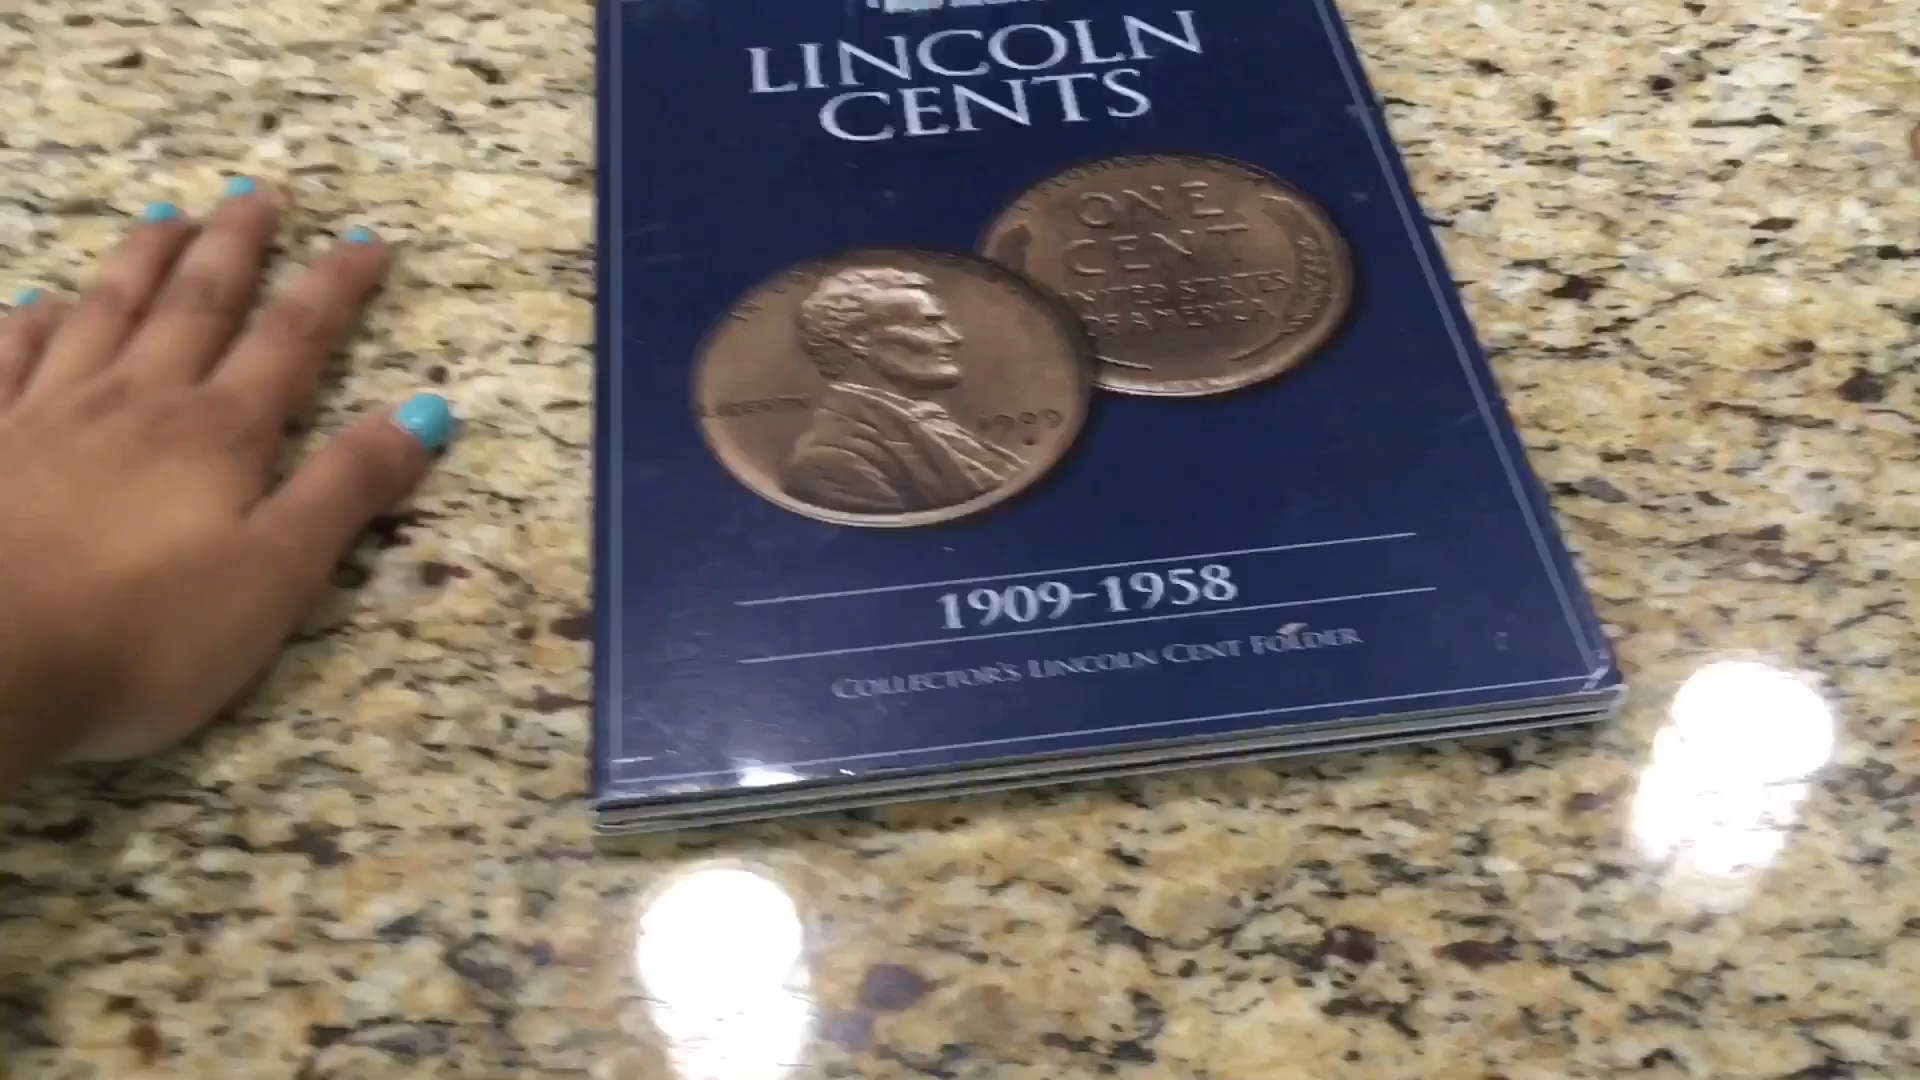 LINCOLN
CENTS
ONE
CENT
UNITED STATES
OF AMERICA
LIBERTY
1909
1909-1958
COLLECTOR'S LINCOLN CENT FOLDER